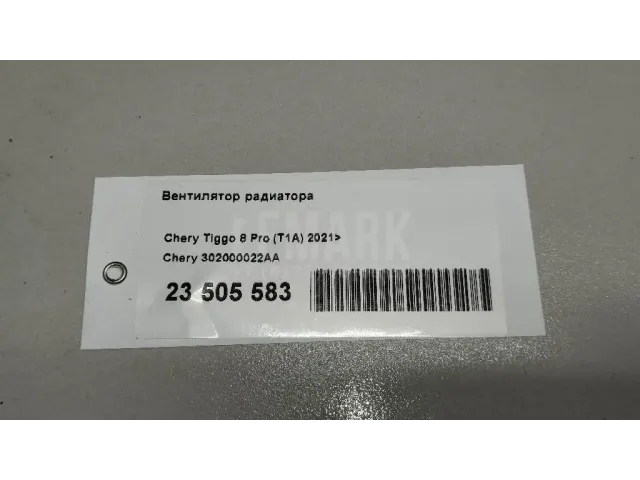 Вентилятор радиатора
Chery Tiggo 8 Pro (T1A) 2021>
Chery 302000022AA
23 505 583